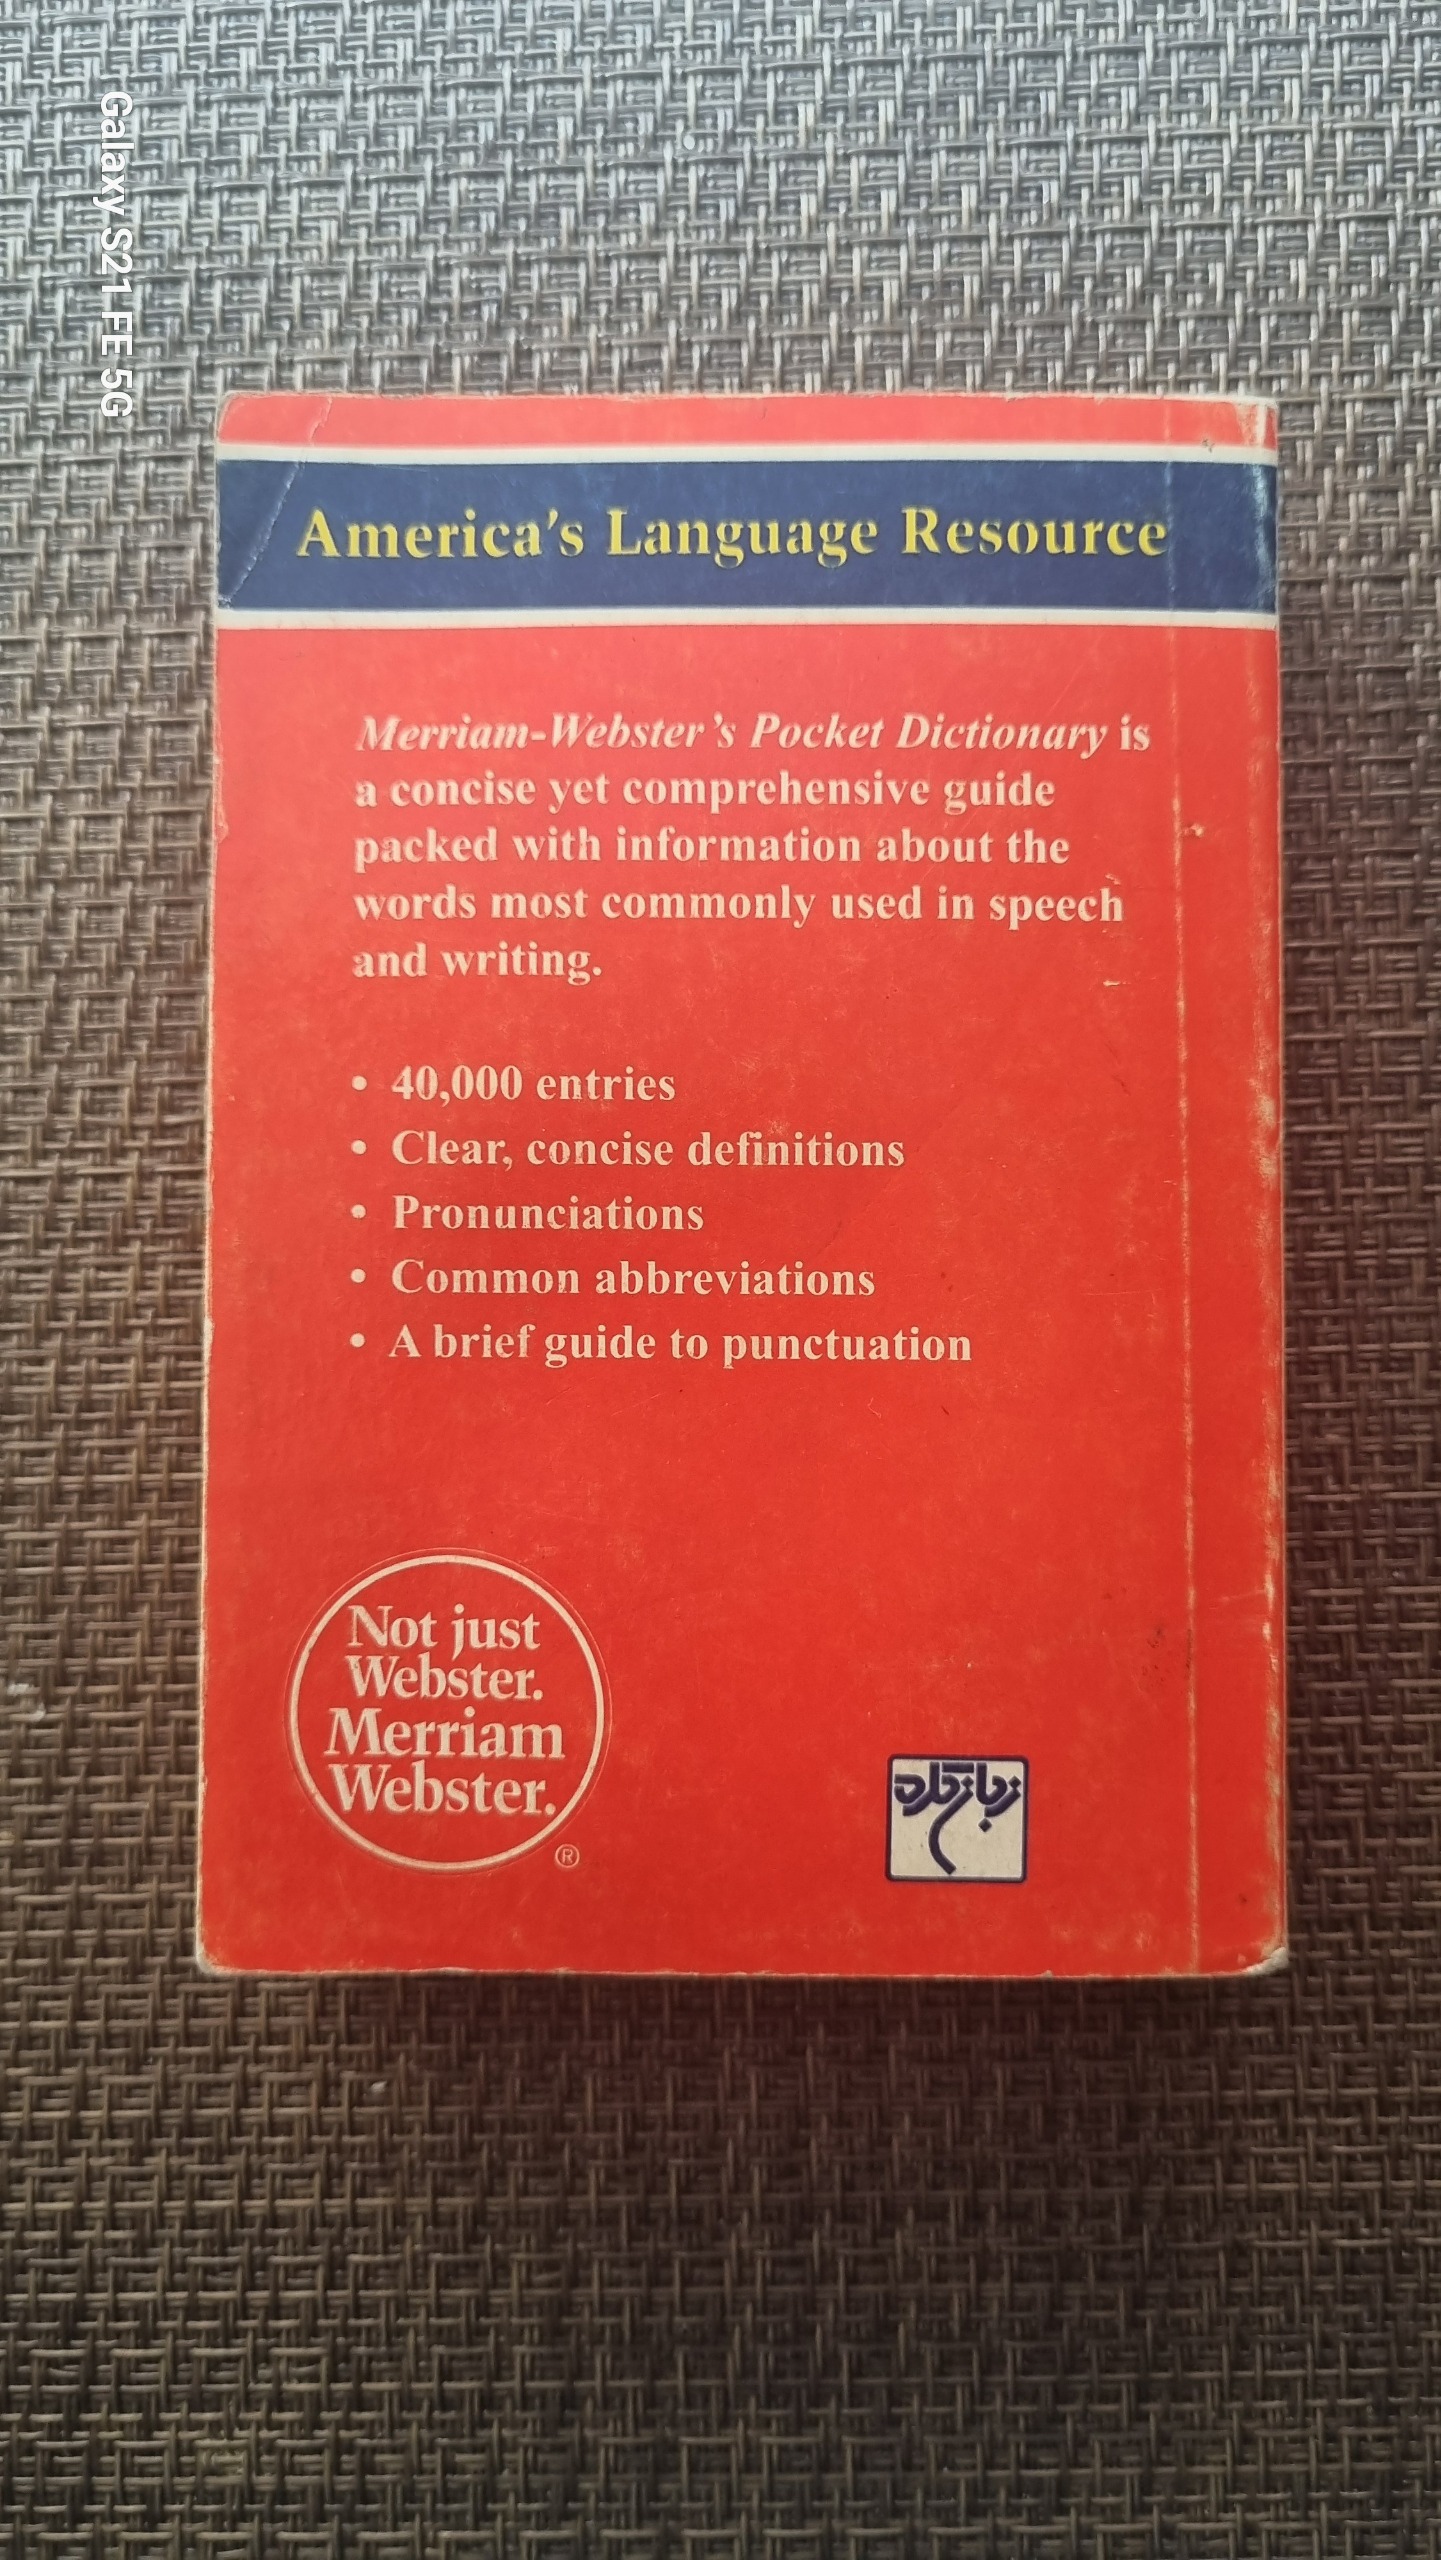 Galaxy S21 FE 5G
America's Language Resource
Merriam-Webster's Pocket Dictionary is
a concise yet comprehensive guide
packed with information about the
words most commonly used in speech
and writing.
• 40,000 entries
• Clear, concise definitions
• Pronunciations
• Common abbreviations
• A brief guide to punctuation
Not just
Webster.
Merriam
Webster.
®
زبانکده